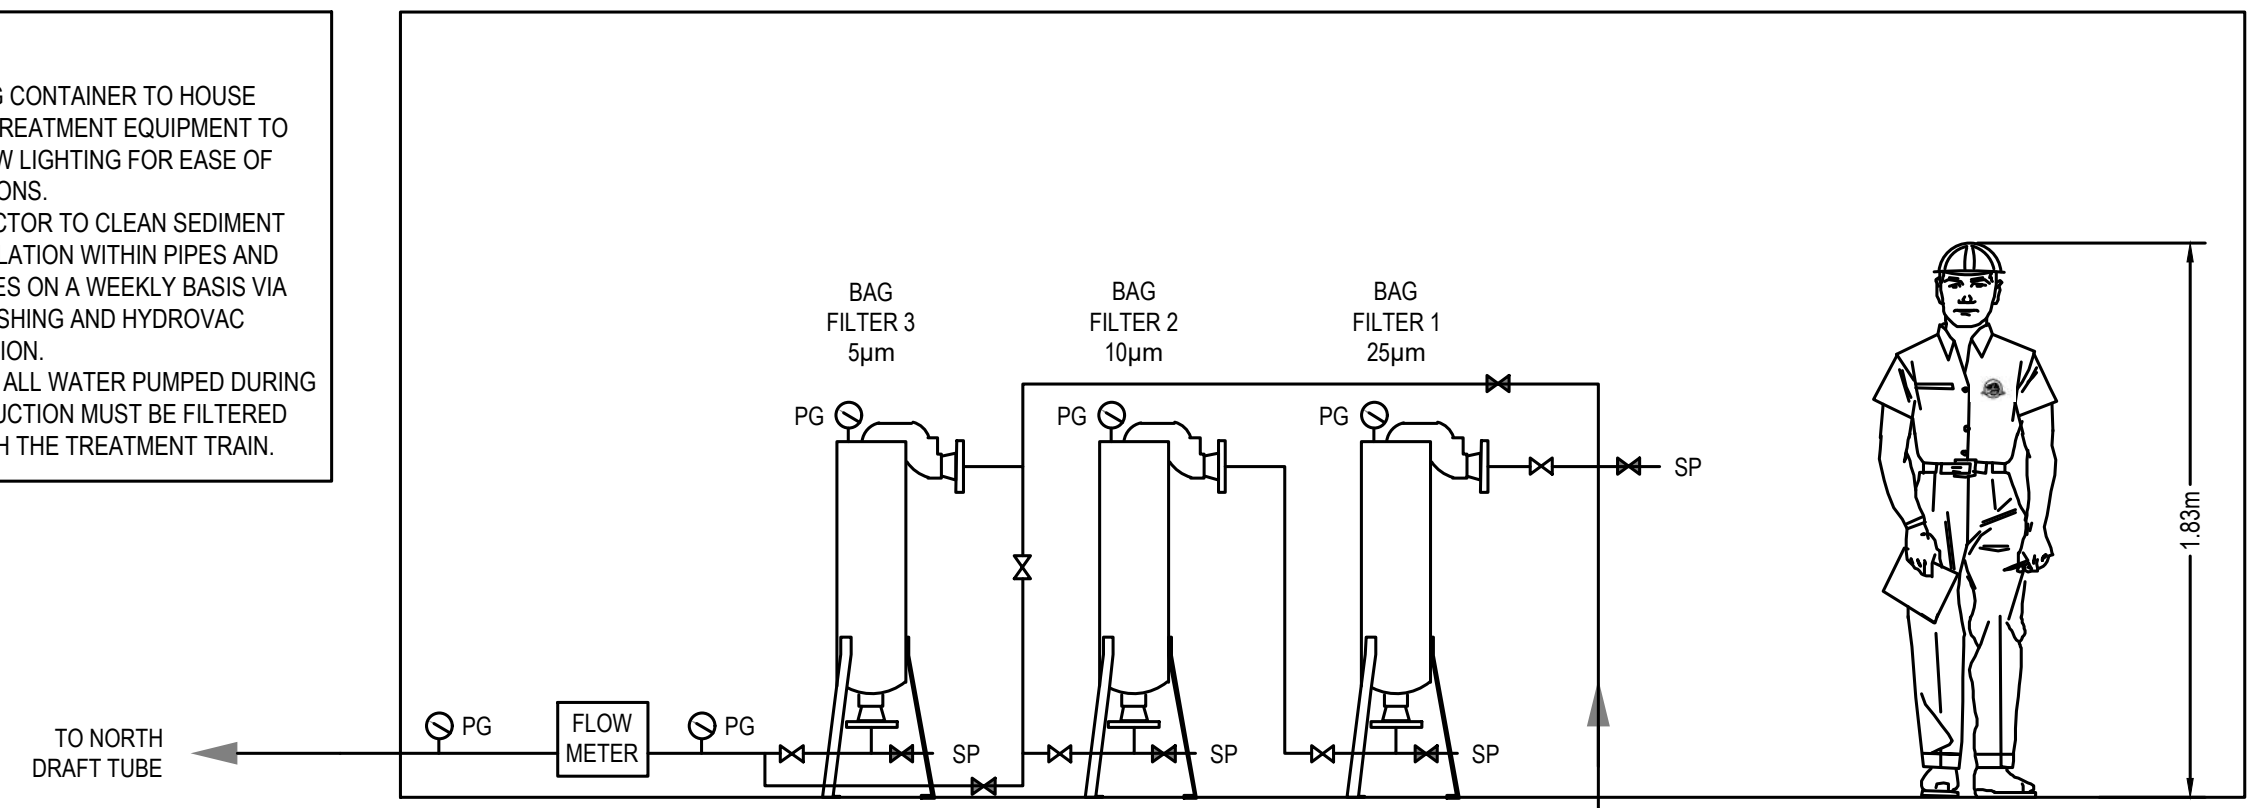 G CONTAINER TO HOUSE
TREATMENT EQUIPMENT TO
W LIGHTING FOR EASE OF
ONS.
CTOR TO CLEAN SEDIMENT
LATION WITHIN PIPES AND
ES ON A WEEKLY BASIS VIA
SHING AND HYDROVAC
ION.
ALL WATER PUMPED DURING
UCTION MUST BE FILTERED
H THE TREATMENT TRAIN.
BAG
FILTER 3
5µm
BAG
FILTER 2
10µm
BAG
FILTER 1
25µm
PG
PG
PG
SP
1.83m
TO NORTH
DRAFT TUBE
PG
FLOW
METER
PG
SP
SP
SP